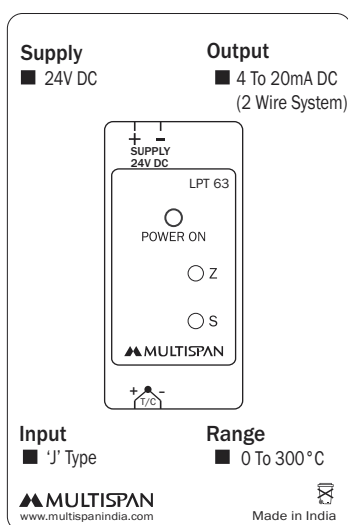 Supply
24V DC
Output
4 To 20mA DC
(2 Wire System)
+ -
SUPPLY
24V DC
LPT 63
POWER ON
Z
S
MULTISPAN
+ -
T/C
Input
‘J’ Type
Range
0 To 300°C
MULTISPAN
www.multispanindia.com
Made in India